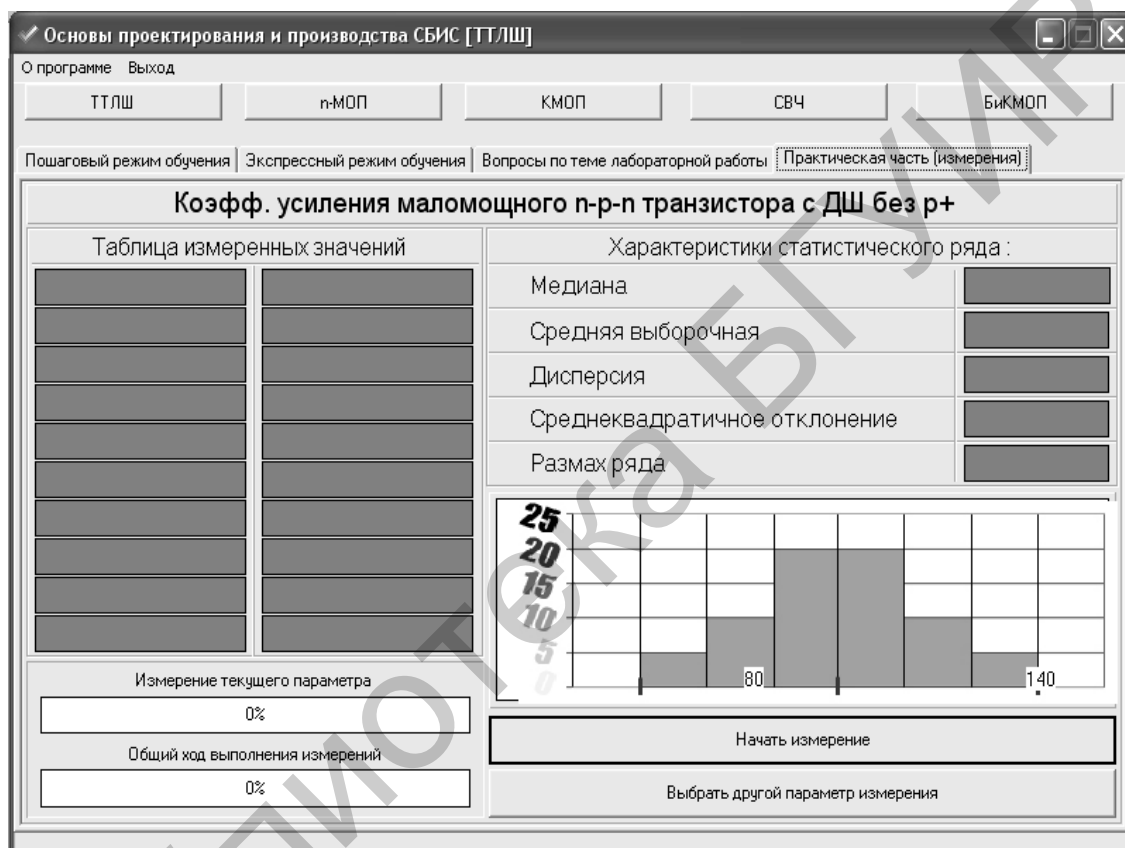 Основы проектирования и производства СБИС [ТТЛШ]
О программе Выход
ТТЛШ n-МОП КМОП СВЧ БиКМОП
Пошаговый режим обучения Экспрессный режим обучения Вопросы по теме лабораторной работы Практическая часть (измерения)
Коэфф. усиления маломощного n-p-n транзистора с ДШ без p+
Таблица измеренных значений
Характеристики статистического ряда :
Медиана
Средняя выборочная
Дисперсия
Среднеквадратичное отклонение
Размах ряда
25
20
15
10
5
0
80 140
Измерение текущего параметра
0%
Общий ход выполнения измерений
0%
Начать измерение
Выбрать другой параметр измерения
Библиотека БГУИР